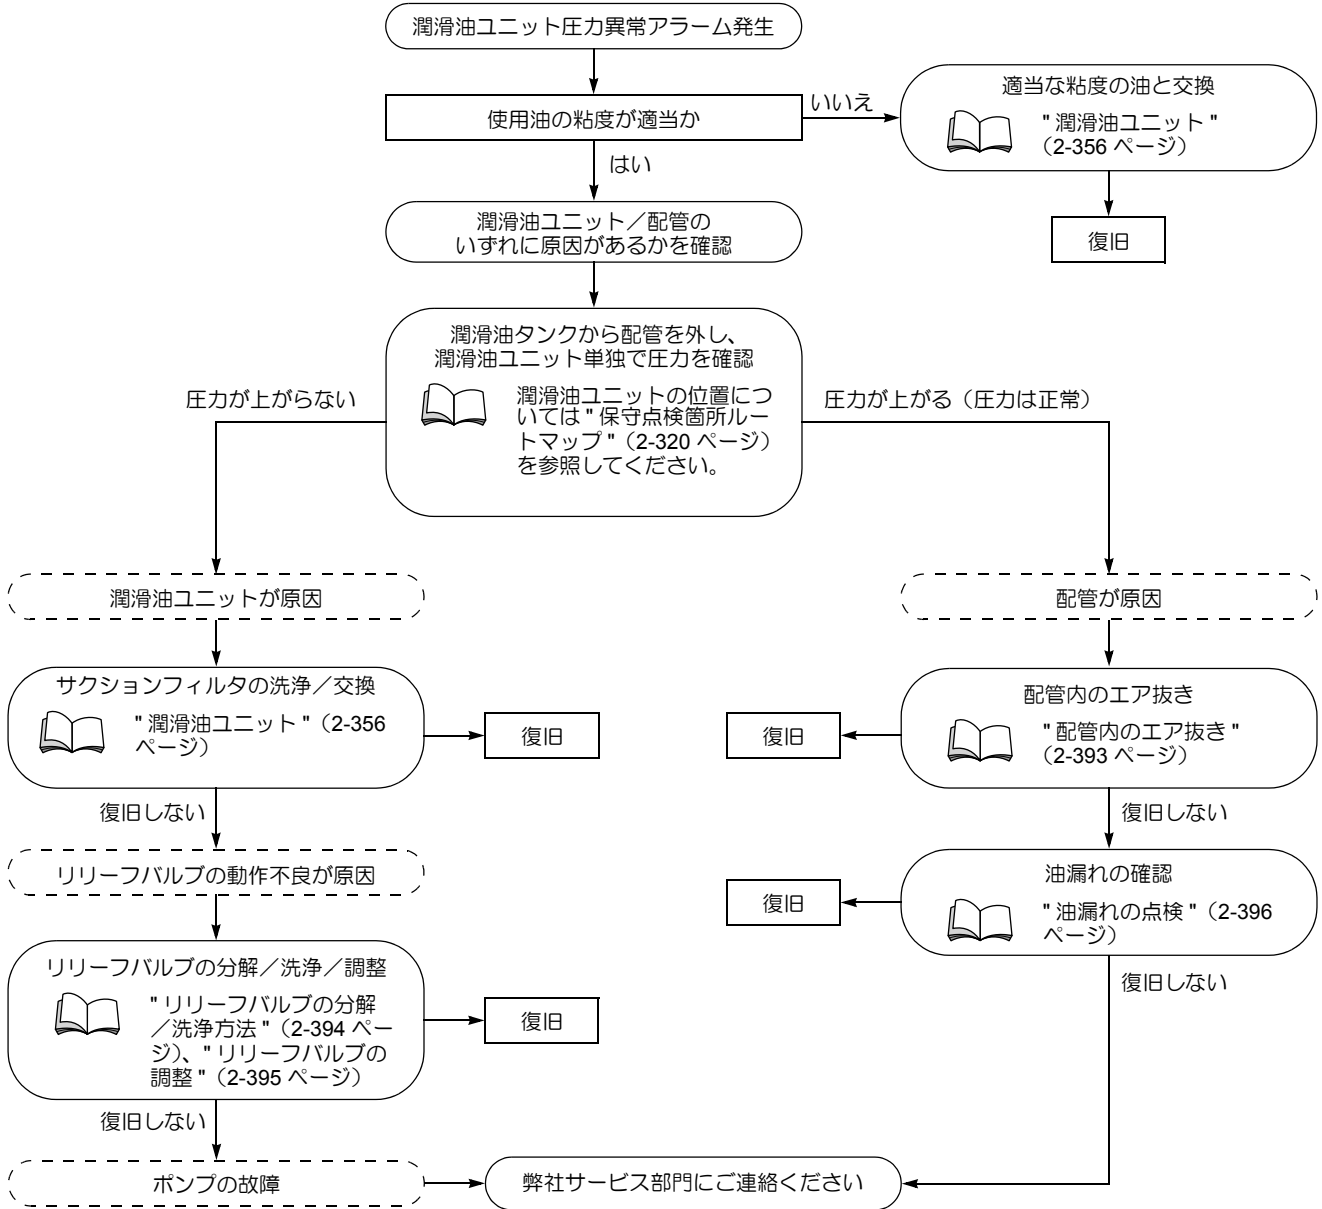 潤滑油ユニット圧力異常アラーム発生
使用油の粘度が適当か
いいえ
適当な粘度の油と交換
"潤滑油ユニット"
（2-356 ページ）
はい
復旧
潤滑油ユニット／配管の
いずれに原因があるかを確認
潤滑油タンクから配管を外し、
潤滑油ユニット単独で圧力を確認
潤滑油ユニットの位置につ
いては"保守点検箇所ルー
トマップ"（2-320 ページ）
を参照してください。
圧力が上がらない
圧力が上がる（圧力は正常）
潤滑油ユニットが原因
配管が原因
サクションフィルタの洗浄／交換
"潤滑油ユニット"（2-356
ページ）
復旧
復旧
配管内のエア抜き
"配管内のエア抜き"
（2-393 ページ）
復旧しない
復旧しない
リリーフバルブの動作不良が原因
復旧
油漏れの確認
"油漏れの点検"（2-396
ページ）
リリーフバルブの分解／洗浄／調整
"リリーフバルブの分解
／洗浄方法"（2-394 ペー
ジ）、"リリーフバルブの
調整"（2-395 ページ）
復旧
復旧しない
復旧しない
ポンプの故障
弊社サービス部門にご連絡ください